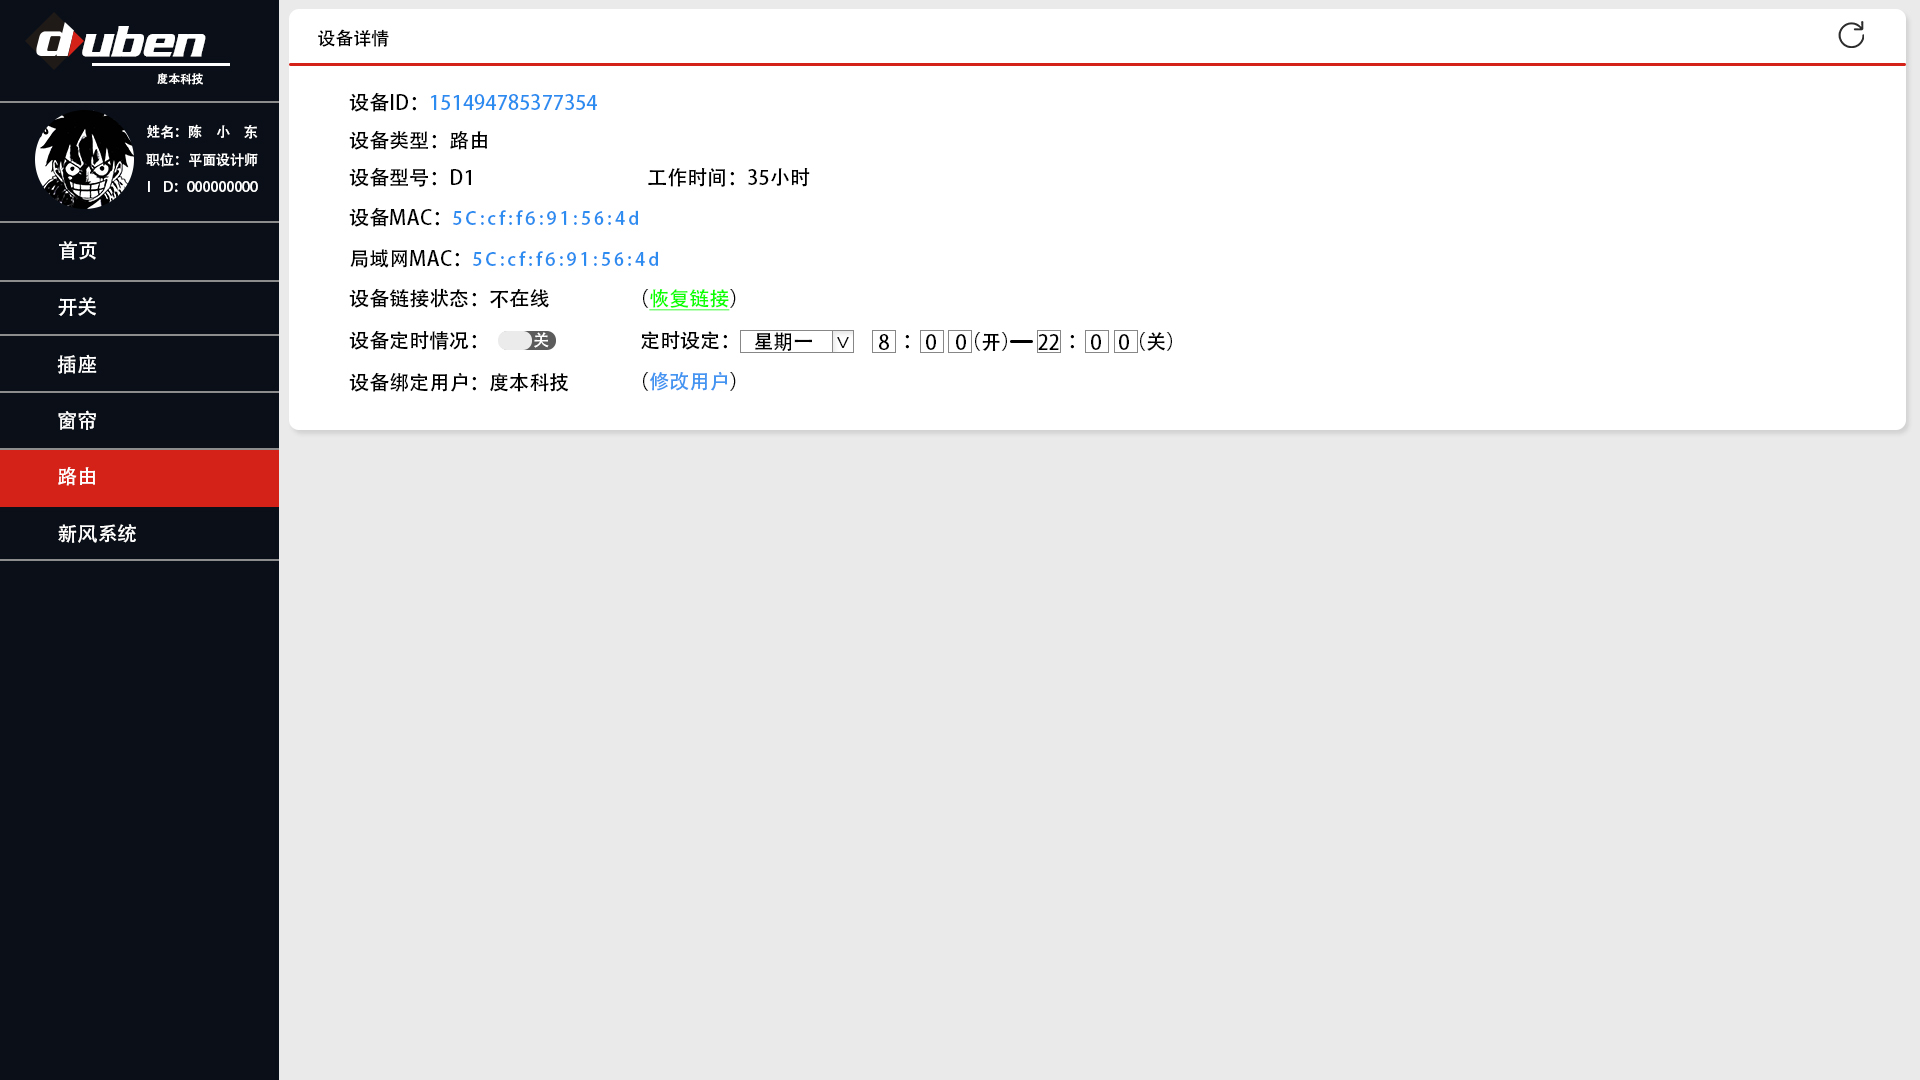 duben
度本科技
姓名：陈 小 东
职位：平面设计师
I D：000000000
首页
开关
插座
窗帘
路由
新风系统
设备详情
设备ID：151494785377354
设备类型：路由
设备型号：D1 工作时间：35小时
设备MAC：5C:cf:f6:91:56:4d
局域网MAC：5C:cf:f6:91:56:4d
设备链接状态：不在线 （恢复链接）
设备定时情况： 关 定时设定：星期一 8：00（开）—22：00（关）
设备绑定用户：度本科技 （修改用户）